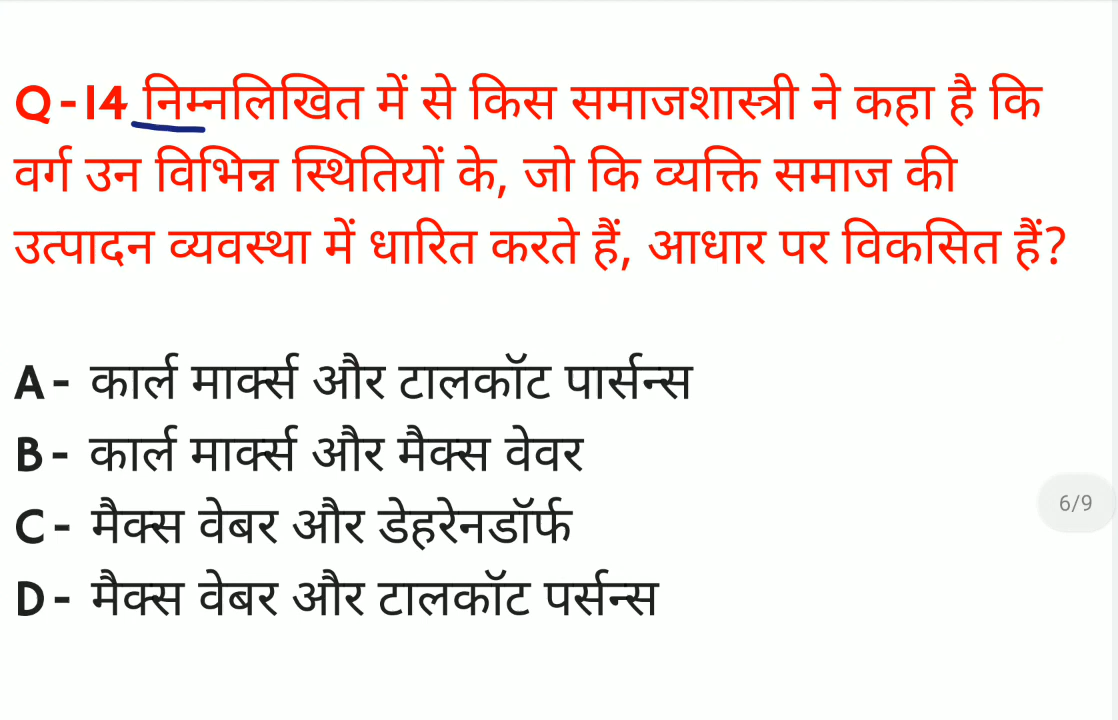 Q-14 निम्नलिखित में से किस समाजशास्त्री ने कहा है कि
वर्ग उन विभिन्न स्थितियों के, जो कि व्यक्ति समाज की
उत्पादन व्यवस्था में धारित करते हैं, आधार पर विकसित हैं?
A- कार्ल मार्क्स और टालकॉट पार्सन्स
B- कार्ल मार्क्स और मैक्स वेवर
C- मैक्स वेबर और डेहरेनडॉर्फ
6/9
D- मैक्स वेबर और टालकॉट पर्सन्स